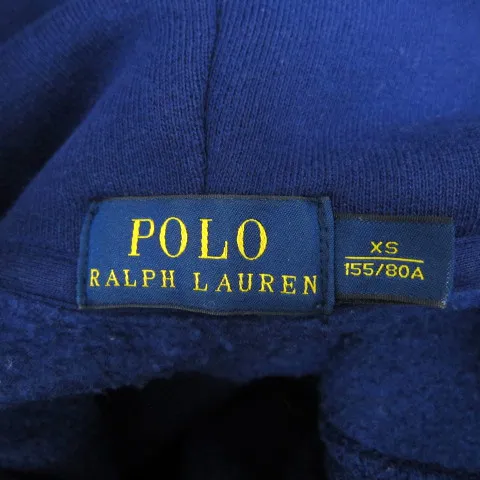 POLO
RALPH LAUREN
XS
155/80A